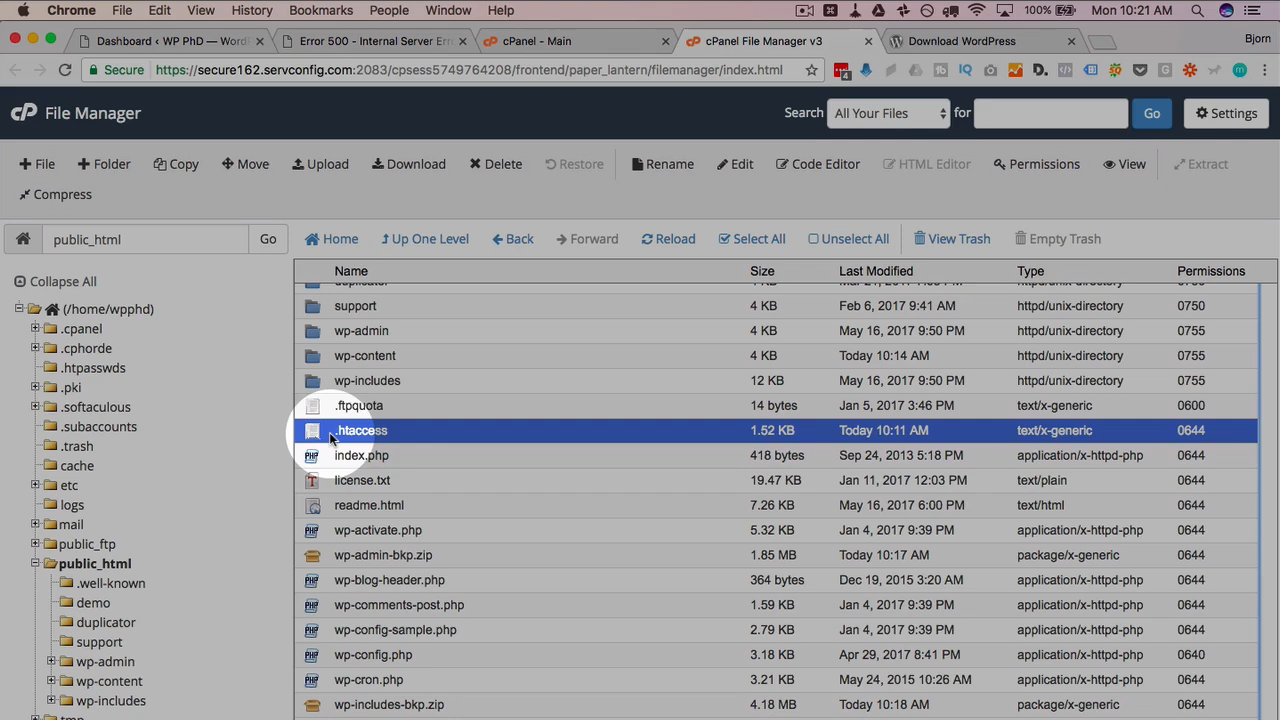 Chrome File Edit View History Bookmarks People Window Help 100% Mon 10:21 AM
Dashboard ‹ WP PhD — Word Error 500 - Internal Server Err cPanel - Main cPanel File Manager v3 Download WordPress Bjorn
Secure https://secure162.servconfig.com:2083/cpsess5749764208/frontend/paper_lantern/filemanager/index.html
cP File Manager Search All Your Files for Go Settings
File Folder Copy Move Upload Download Delete Restore Rename Edit Code Editor HTML Editor Permissions View Extract
Compress
public_html Go Home Up One Level Back Forward Reload Select All Unselect All View Trash Empty Trash
Collapse All
(/home/wpphd)
.cpanel
.cphorde
.htpasswds
.pki
.softaculous
.subaccounts
.trash
cache
etc
logs
mail
public_ftp
public_html
.well-known
demo
duplicator
support
wp-admin
wp-content
wp-includes
tmp
Name Size Last Modified Type Permissions
support 4 KB Feb 6, 2017 9:41 AM httpd/unix-directory 0750
wp-admin 4 KB May 16, 2017 9:50 PM httpd/unix-directory 0755
wp-content 4 KB Today 10:14 AM httpd/unix-directory 0755
wp-includes 12 KB May 16, 2017 9:50 PM httpd/unix-directory 0755
.ftpquota 14 bytes Jan 5, 2017 3:46 PM text/x-generic 0600
.htaccess 1.52 KB Today 10:11 AM text/x-generic 0644
index.php 418 bytes Sep 24, 2013 5:18 PM application/x-httpd-php 0644
license.txt 19.47 KB Jan 11, 2017 12:03 PM text/plain 0644
readme.html 7.26 KB May 16, 2017 6:00 PM text/html 0644
wp-activate.php 5.32 KB Jan 4, 2017 9:39 PM application/x-httpd-php 0644
wp-admin-bkp.zip 1.85 MB Today 10:17 AM package/x-generic 0644
wp-blog-header.php 364 bytes Dec 19, 2015 3:20 AM application/x-httpd-php 0644
wp-comments-post.php 1.59 KB Jan 4, 2017 9:39 PM application/x-httpd-php 0644
wp-config-sample.php 2.79 KB Jan 4, 2017 9:39 PM application/x-httpd-php 0644
wp-config.php 3.18 KB Apr 29, 2017 8:41 PM application/x-httpd-php 0640
wp-cron.php 3.21 KB May 24, 2015 10:26 AM application/x-httpd-php 0644
wp-includes-bkp.zip 4.18 MB Today 10:18 AM package/x-generic 0644